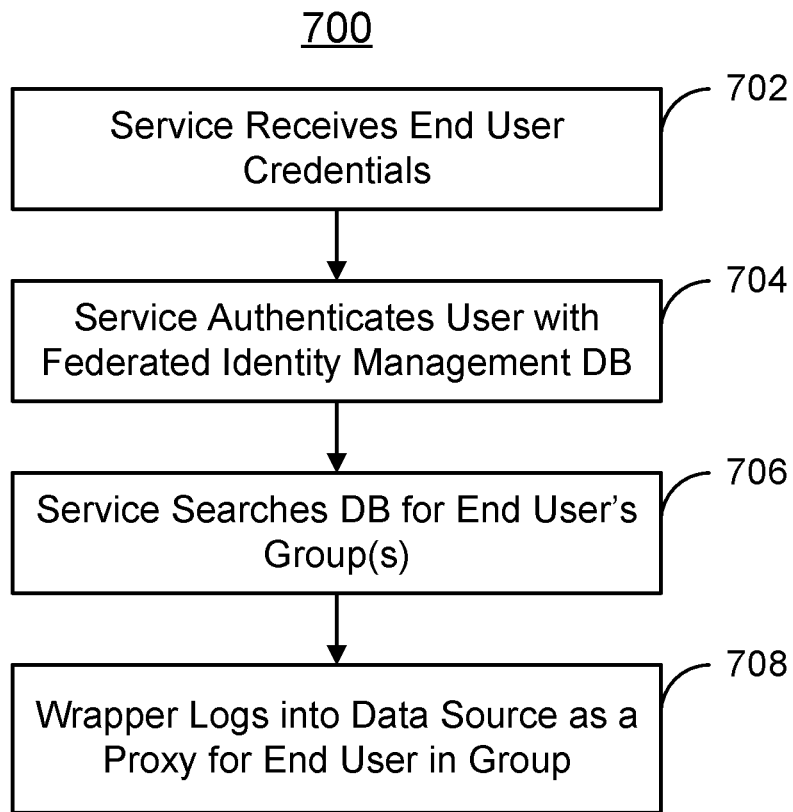 700
702
Service Receives End User
Credentials
704
Service Authenticates User with
Federated Identity Management DB
706
Service Searches DB for End User's
Group(s)
708
Wrapper Logs into Data Source as a
Proxy for End User in Group